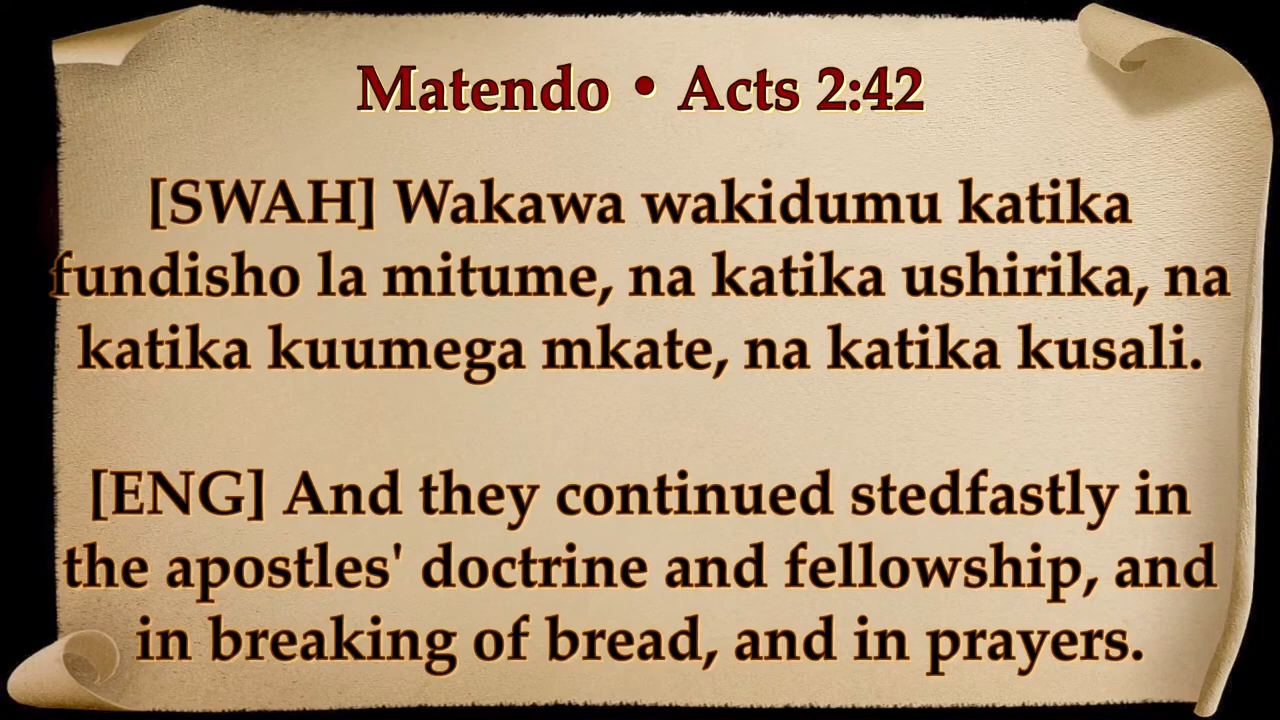 Matendo • Acts 2:42
[SWAH] Wakawa wakidumu katika
fundisho la mitume, na katika ushirika, na
katika kuumega mkate, na katika kusali.
[ENG] And they continued stedfastly in
the apostles' doctrine and fellowship, and
in breaking of bread, and in prayers.